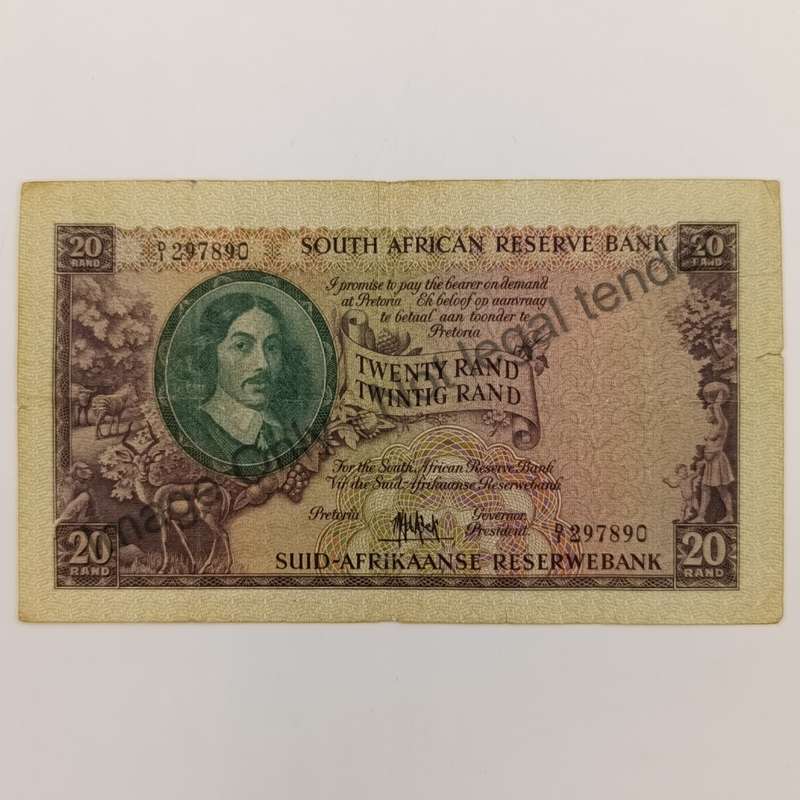 20
RAND
D/1 297890
SOUTH AFRICAN RESERVE BANK
20
RAND
I promise to pay the bearer on demand
at Pretoria Ek beloof op aanvraag
te betaal aan toonder te
Pretoria
TWENTY RAND
TWINTIG RAND
For the South African Reserve Bank
Vir die Suid-Afrikaanse Reserwebank
Pretoria
Governor
President
D/1 297890
20
RAND
SUID-AFRIKAANSE RESERWEBANK
20
RAND
legal tender